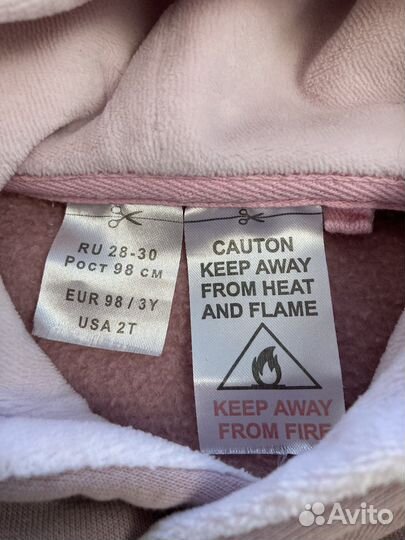 RU 28-30
Рост 98 см
EUR 98 / 3Y
USA 2T
CAUTON
KEEP AWAY
FROM HEAT
AND FLAME
KEEP AWAY
FROM FIRE
Avito